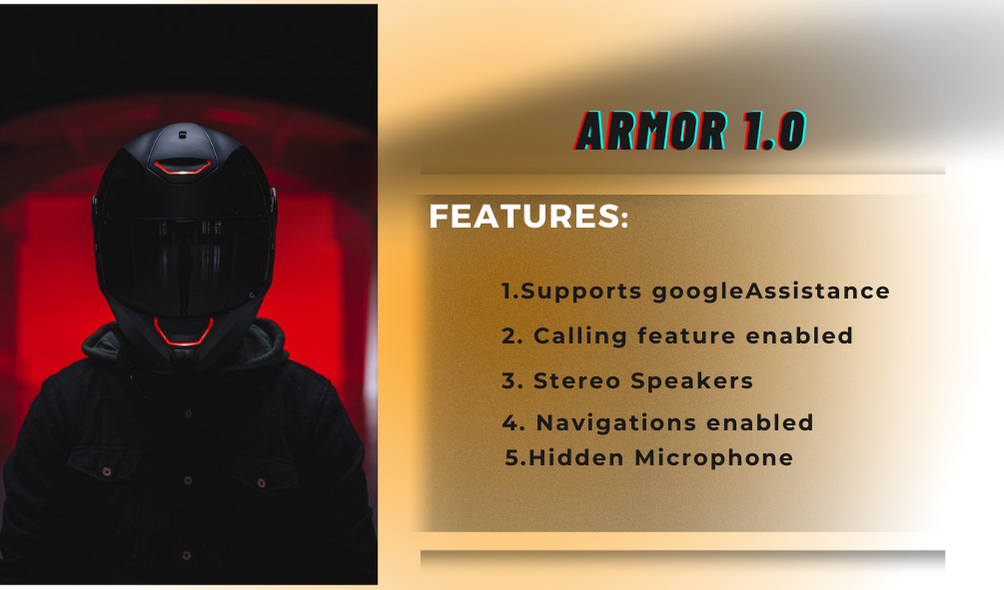 ARMOR 1.0
FEATURES:
1.Supports googleAssistance
2. Calling feature enabled
3. Stereo Speakers
4. Navigations enabled
5.Hidden Microphone